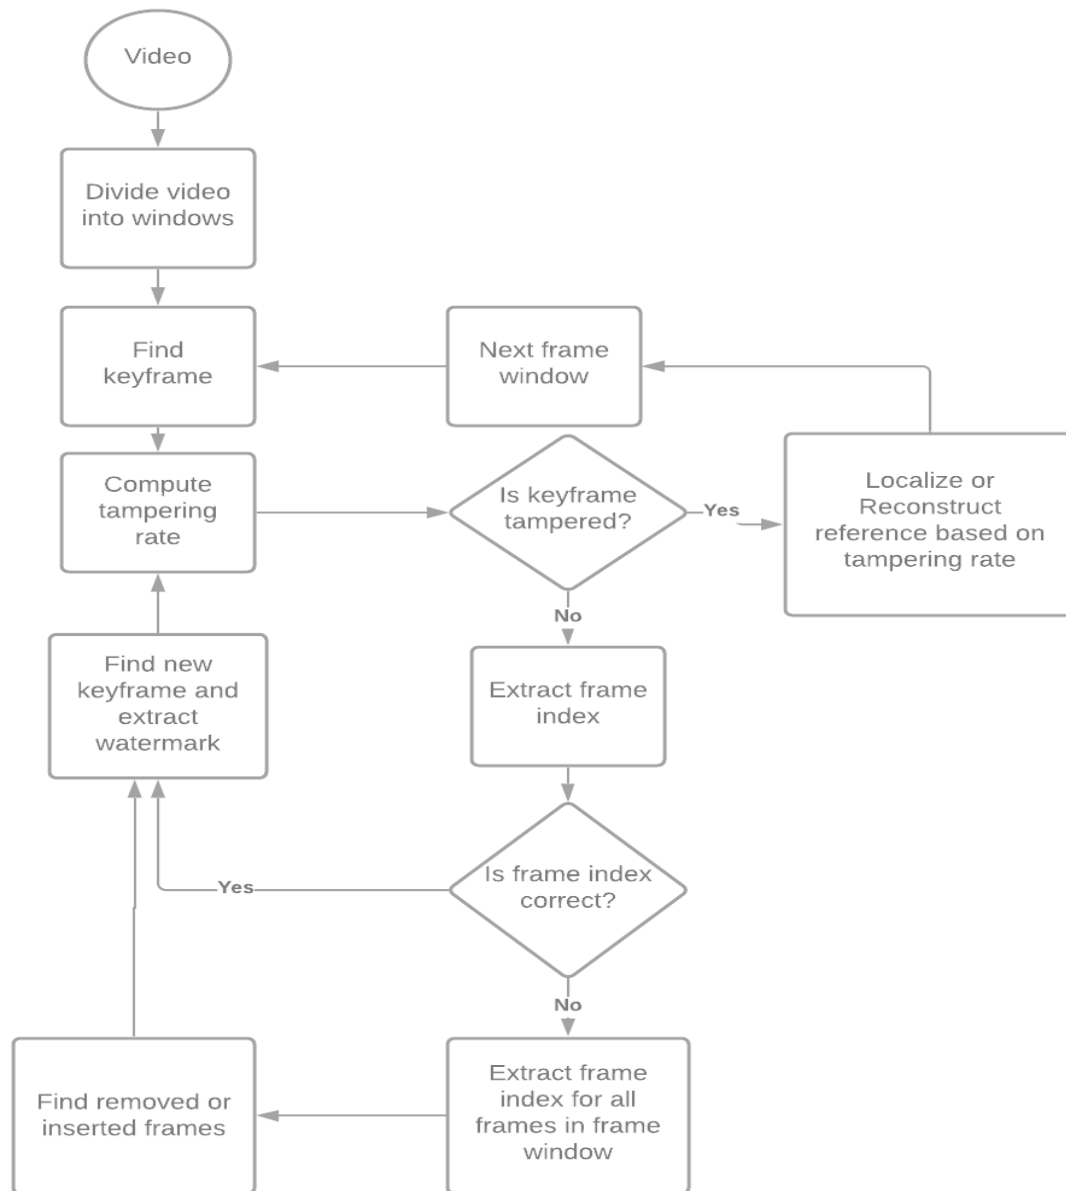 Video
Divide video
into windows
Find
keyframe
Next frame
window
Compute
tampering
rate
Is keyframe
tampered?
Yes
Localize or
Reconstruct
reference based on
tampering rate
No
Find new
keyframe and
extract
watermark
Extract frame
index
Is frame index
correct?
Yes
No
Find removed or
inserted frames
Extract frame
index for all
frames in frame
window